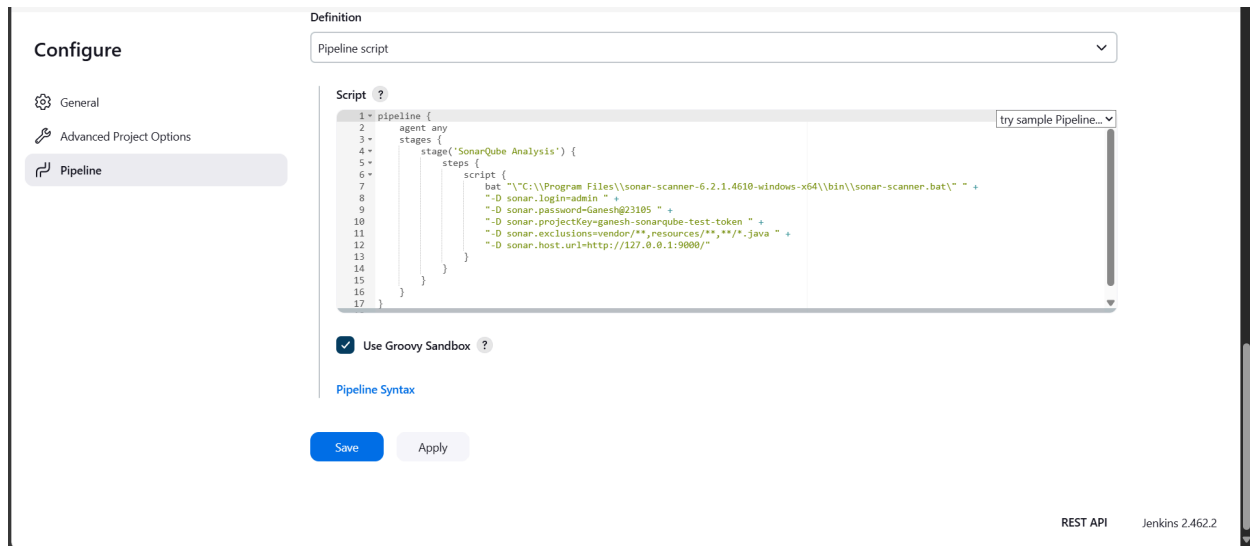 Definition
Configure
Pipeline script
General
Advanced Project Options
Pipeline
Script ?
try sample Pipeline...
1 pipeline {
2 agent any
3 stages {
4 stage('SonarQube Analysis') {
5 steps {
6 script {
7 bat "\"C:\\Program Files\\sonar-scanner-6.2.1.4610-windows-x64\\bin\\sonar-scanner.bat\" " +
8 "-D sonar.login=admin " +
9 "-D sonar.password=Ganesh@23105 " +
10 "-D sonar.projectKey=ganesh-sonarqube-test-token " +
11 "-D sonar.exclusions=vendor/**,resources/**,**/*.java " +
12 "-D sonar.host.url=http://127.0.0.1:9000/"
13 }
14 }
15 }
16 }
17 }
Use Groovy Sandbox ?
Pipeline Syntax
Save Apply
REST API Jenkins 2.462.2